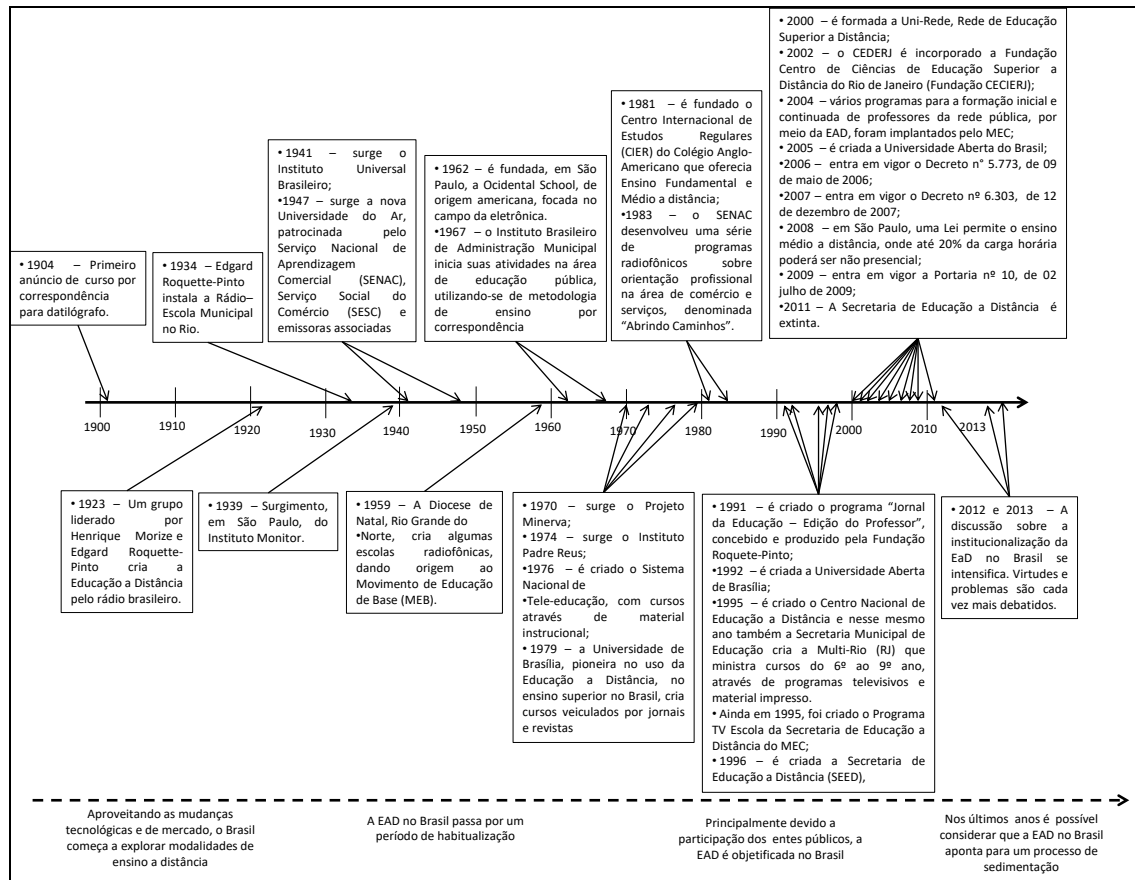 • 1904 – Primeiro
anúncio de curso por
correspondência
para datilógrafo.
• 1934 – Edgard
Roquette-Pinto
instala a Rádio–
Escola Municipal
no Rio.
• 1941 – surge o
Instituto Universal
Brasileiro;
• 1947 – surge a nova
Universidade do Ar,
patrocinada pelo
Serviço Nacional de
Aprendizagem
Comercial (SENAC),
Serviço Social do
Comércio (SESC) e
emissoras associadas
• 1962 – é fundada, em São
Paulo, a Ocidental School, de
origem americana, focada no
campo da eletrônica.
• 1967 – o Instituto Brasileiro
de Administração Municipal
inicia suas atividades na área
de educação pública,
utilizando-se de metodologia
de ensino por
correspondência
• 1981 – é fundado o
Centro Internacional de
Estudos Regulares
(CIER) do Colégio Anglo-
Americano que oferecia
Ensino Fundamental e
Médio a distância;
• 1983 – o SENAC
desenvolveu uma série
de programas
radiofônicos sobre
orientação profissional
na área de comércio e
serviços, denominada
“Abrindo Caminhos”.
• 2000 – é formada a Uni-Rede, Rede de Educação
Superior a Distância;
• 2002 – o CEDERJ é incorporado a Fundação
Centro de Ciências de Educação Superior a
Distância do Rio de Janeiro (Fundação CECIERJ);
• 2004 – vários programas para a formação inicial e
continuada de professores da rede pública, por
meio da EAD, foram implantados pelo MEC;
• 2005 – é criada a Universidade Aberta do Brasil;
• 2006 – entra em vigor o Decreto n° 5.773, de 09
de maio de 2006;
• 2007 – entra em vigor o Decreto nº 6.303, de 12
de dezembro de 2007;
• 2008 – em São Paulo, uma Lei permite o ensino
médio a distância, onde até 20% da carga horária
poderá ser não presencial;
• 2009 – entra em vigor a Portaria nº 10, de 02
julho de 2009;
• 2011 – A Secretaria de Educação a Distância é
extinta.
1900 1910 1920 1930 1940 1950 1960 1970 1980 1990 2000 2010 2013
• 1923 – Um grupo
liderado por
Henrique Morize e
Edgard Roquette-
Pinto cria a
Educação a Distância
pelo rádio brasileiro.
• 1939 – Surgimento,
em São Paulo, do
Instituto Monitor.
• 1959 – A Diocese de
Natal, Rio Grande do
• Norte, cria algumas
escolas radiofônicas,
dando origem ao
Movimento de Educação
de Base (MEB).
• 1970 – surge o Projeto
Minerva;
• 1974 – surge o Instituto
Padre Reus;
• 1976 – é criado o Sistema
Nacional de
• Tele-educação, com cursos
através de material
instrucional;
• 1979 – a Universidade de
Brasília, pioneira no uso da
Educação a Distância, no
ensino superior no Brasil, cria
cursos veiculados por jornais
e revistas
• 1991 – é criado o programa “Jornal
da Educação – Edição do Professor”,
concebido e produzido pela Fundação
Roquete-Pinto;
• 1992 – é criada a Universidade Aberta
de Brasília;
• 1995 – é criado o Centro Nacional de
Educação a Distância e nesse mesmo
ano também a Secretaria Municipal de
Educação cria a Multi-Rio (RJ) que
ministra cursos do 6º ao 9º ano,
através de programas televisivos e
material impresso.
• Ainda em 1995, foi criado o Programa
TV Escola da Secretaria de Educação a
Distância do MEC;
• 1996 – é criada a Secretaria de
Educação a Distância (SEED),
• 2012 e 2013 – A
discussão sobre a
institucionalização da
EaD no Brasil se
intensifica. Virtudes e
problemas são cada
vez mais debatidos.
Aproveitando as mudanças
tecnológicas e de mercado, o Brasil
começa a explorar modalidades de
ensino a distância
A EAD no Brasil passa por um
período de habitualização
Principalmente devido a
participação dos entes públicos, a
EAD é objetificada no Brasil
Nos últimos anos é possível
considerar que a EAD no Brasil
aponta para um processo de
sedimentação